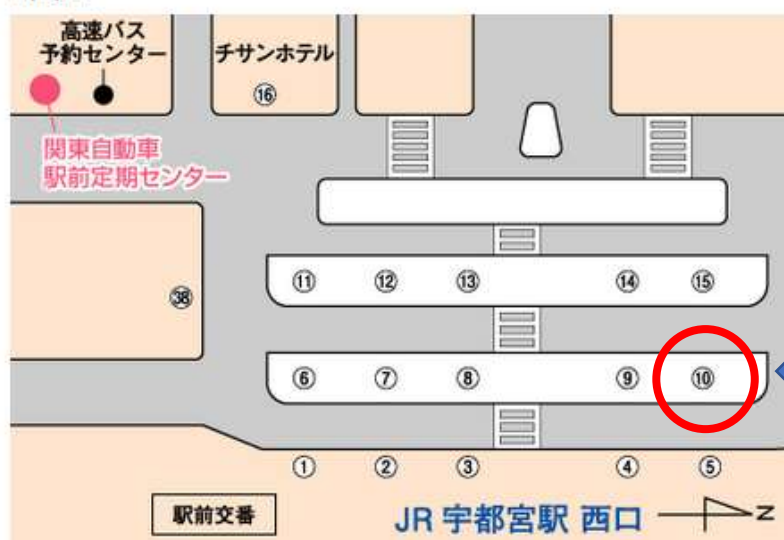 高速バス
予約センター
チサンホテル
⑯
関東自動車
駅前定期センター
⑪ ⑫ ⑬ ⑭ ⑮
㊳
⑥ ⑦ ⑧ ⑨ ⑩
① ② ③ ④ ⑤
駅前交番
JR 宇都宮駅 西口
N